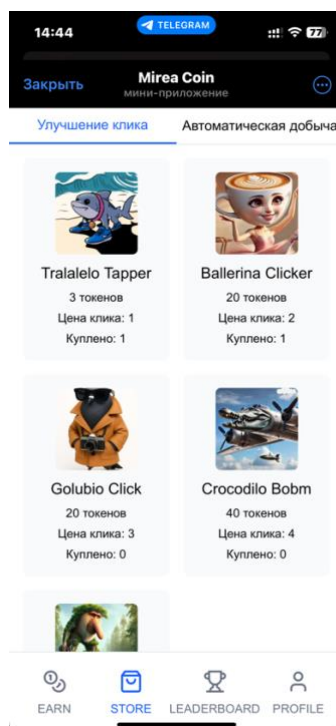 14:44
TELEGRAM
77
Закрыть
Mirea Coin
мини-приложение
Улучшение клика
Автоматическая добыча
Tralalelo Tapper
3 токенов
Цена клика: 1
Куплено: 1
Ballerina Clicker
20 токенов
Цена клика: 2
Куплено: 1
Golubio Click
20 токенов
Цена клика: 3
Куплено: 0
Crocodilo Bobm
40 токенов
Цена клика: 4
Куплено: 0
EARN
STORE
LEADERBOARD
PROFILE